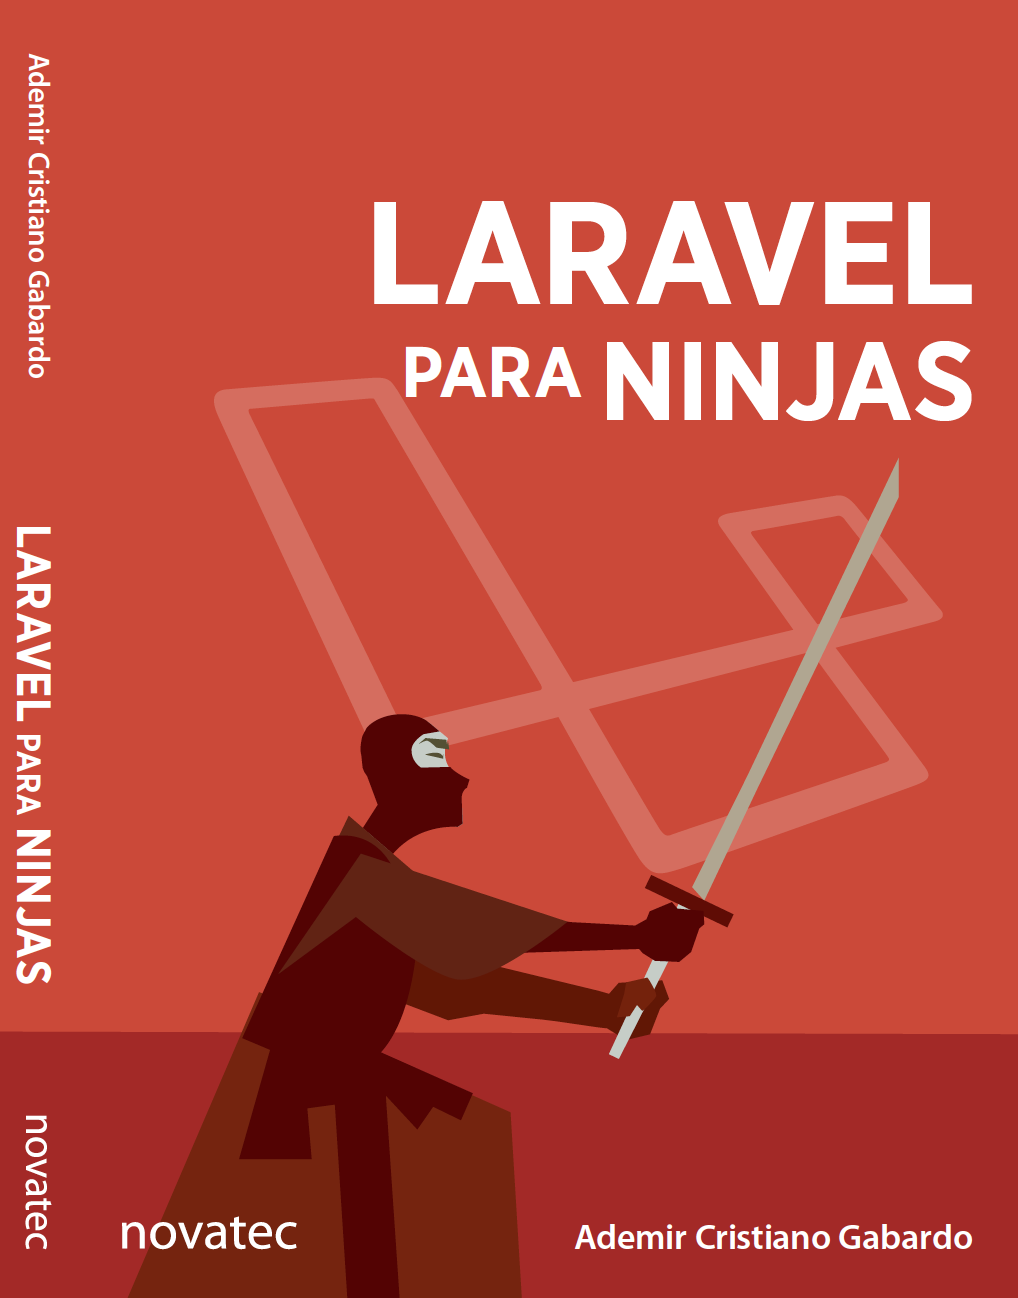 Ademir Cristiano Gabardo
LARAVEL PARA NINJAS
novatec
LARAVEL
PARA NINJAS
novatec
Ademir Cristiano Gabardo